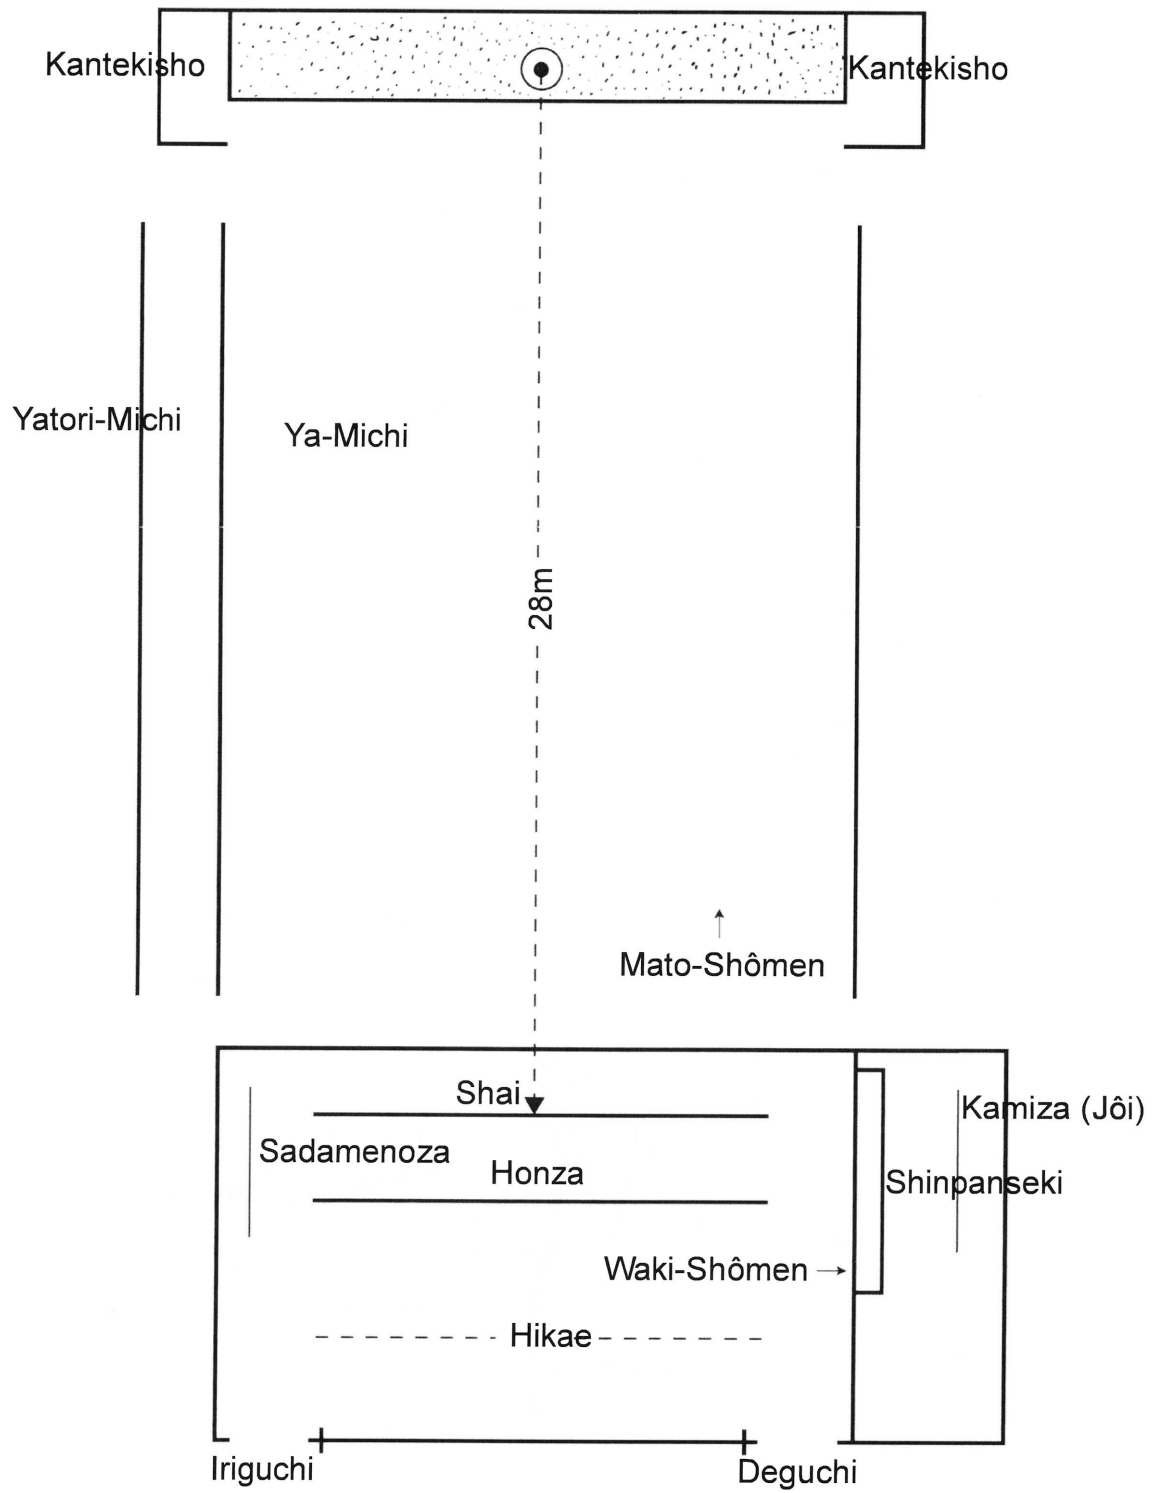 Kantekisho
Kantekisho
Yatori-Michi
Ya-Michi
28m
Mato-Shômen
Shai
Kamiza (Jôi)
Sadamenoza
Honza
Shinpanseki
Waki-Shômen
Hikae
Iriguchi
Deguchi